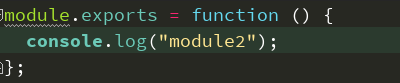 module.exports = function () {
  console.log("module2");
};